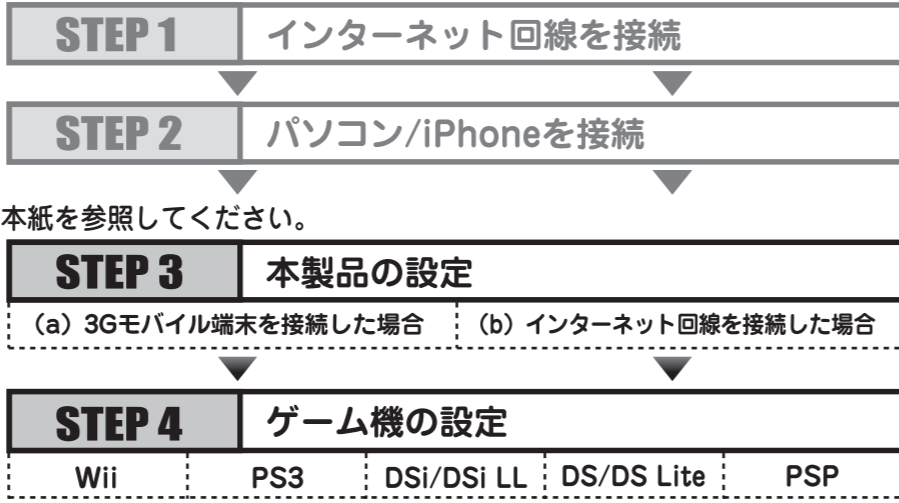 STEP 1 インターネット回線を接続
STEP 2 パソコン/iPhoneを接続
本紙を参照してください。
STEP 3 本製品の設定
(a) 3Gモバイル端末を接続した場合 (b) インターネット回線を接続した場合
STEP 4 ゲーム機の設定
Wii PS3 DSi/DSi LL DS/DS Lite PSP